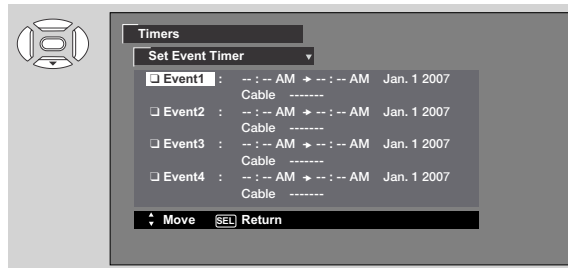 Timers
Set Event Timer ▼
❏ Event1 : -- : -- AM ➔ -- : -- AM Jan. 1 2007
Cable -------
❏ Event2 : -- : -- AM ➔ -- : -- AM Jan. 1 2007
Cable -------
❏ Event3 : -- : -- AM ➔ -- : -- AM Jan. 1 2007
Cable -------
❏ Event4 : -- : -- AM ➔ -- : -- AM Jan. 1 2007
Cable -------
Move SEL Return